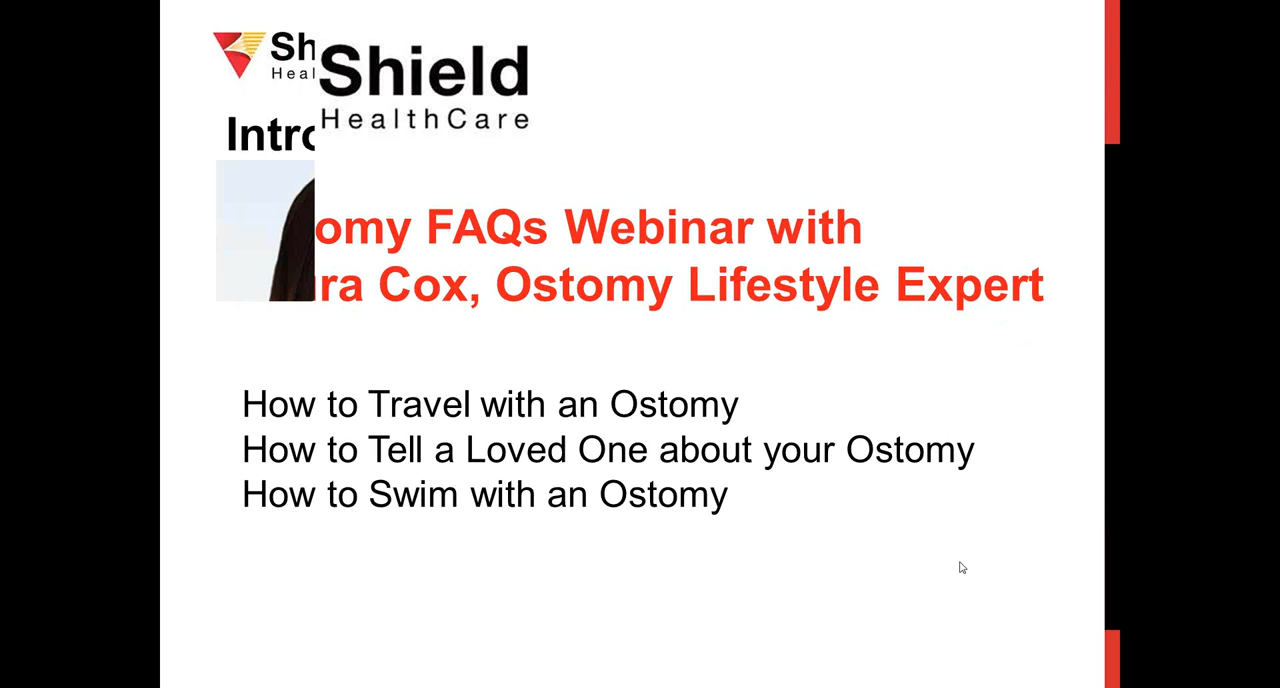 Sh
Heal
Shield
HealthCare
Intro
omy FAQs Webinar with
ra Cox, Ostomy Lifestyle Expert
How to Travel with an Ostomy
How to Tell a Loved One about your Ostomy
How to Swim with an Ostomy